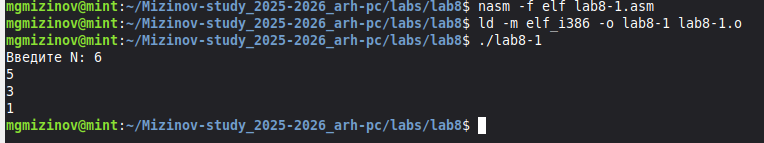 mgmizinov@mint:~/Mizinov-study_2025-2026_arh-pc/labs/lab8$ nasm -f elf lab8-1.asm
mgmizinov@mint:~/Mizinov-study_2025-2026_arh-pc/labs/lab8$ ld -m elf_i386 -o lab8-1 lab8-1.o
mgmizinov@mint:~/Mizinov-study_2025-2026_arh-pc/labs/lab8$ ./lab8-1
Введите N: 6
5
3
1
mgmizinov@mint:~/Mizinov-study_2025-2026_arh-pc/labs/lab8$